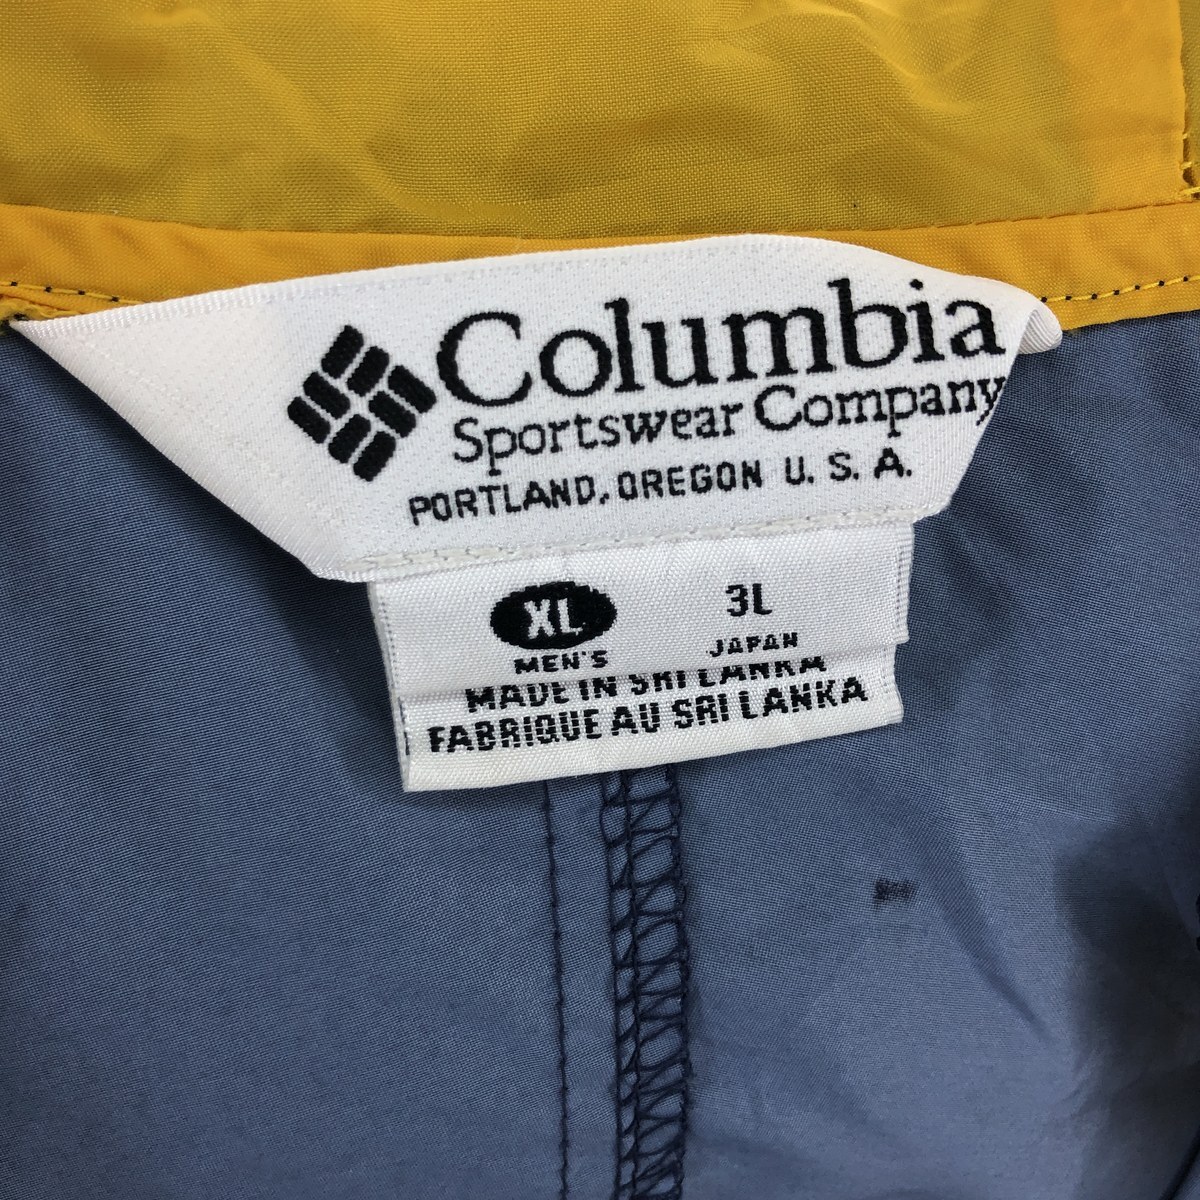 Columbia
Sportswear Company
PORTLAND, OREGON U. S. A.
XL 3L
MEN'S JAPAN
MADE IN SRI LANKA
FABRIQUE AU SRI LANKA